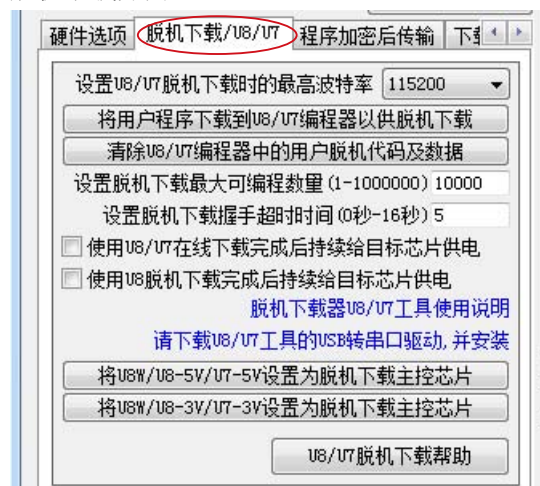 硬件选项 脱机下载/U8/U7 程序加密后传输
设置U8/U7脱机下载时的最高波特率 115200
将用户程序下载到U8/U7编程器以供脱机下载
清除U8/U7编程器中的用户脱机代码及数据
设置脱机下载最大可编程数量(1-1000000) 10000
设置脱机下载握手超时时间(0秒-16秒) 5
使用U8/U7在线下载完成后持续给目标芯片供电
使用U8脱机下载完成后持续给目标芯片供电
脱机下载器U8/U7工具使用说明
请下载U8/U7工具的USB转串口驱动,并安装
将U8W/U8-5V/U7-5V设置为脱机下载主控芯片
将U8W/U8-3V/U7-3V设置为脱机下载主控芯片
U8/U7脱机下载帮助